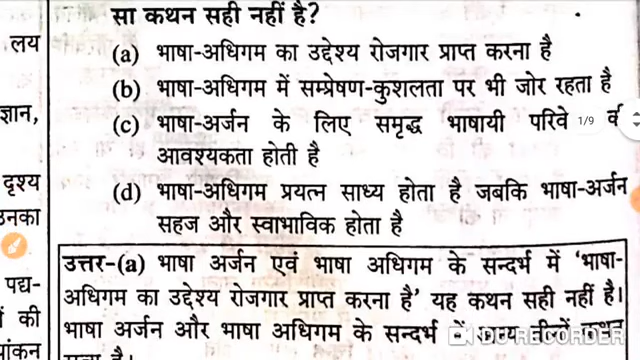 सा कथन सही नहीं है?
लय
(a) भाषा-अधिगम का उद्देश्य रोजगार प्राप्त करना है
(b) भाषा-अधिगम में सम्प्रेषण-कुशलता पर भी जोर रहता है
ज्ञान,
(c) भाषा-अर्जन के लिए समृद्ध भाषायी
1/9
आवश्यकता होती है
दृश्य
(d) भाषा-अधिगम प्रयत्न साध्य होता है जबकि भाषा-अर्जन
उनका
सहज और स्वाभाविक होता है
उत्तर-(a) भाषा अर्जन एवं भाषा अधिगम के सन्दर्भ में 'भाषा-
पद्य-
अधिगम का उद्देश्य रोजगार प्राप्त करना है' यह कथन सही नहीं है।
की
भाषा अर्जन और भाषा अधिगम के सन्दर्भ में
DU RECORDER